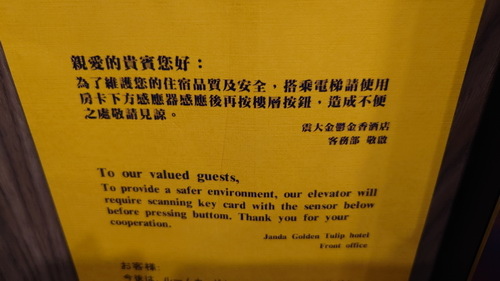 親愛的貴賓您好：
為了維護您的住宿品質及安全，搭乘電梯請使用
房卡下方感應器感應後再按樓層按鈕，造成不便
之處敬請見諒。
震大金鬱金香酒店
客務部 敬啟
To our valued guests,
To provide a safer environment, our elevator will
require scanning key card with the sensor below
before pressing buttom. Thank you for your
cooperation.
Janda Golden Tulip hotel
Front office
お客様: